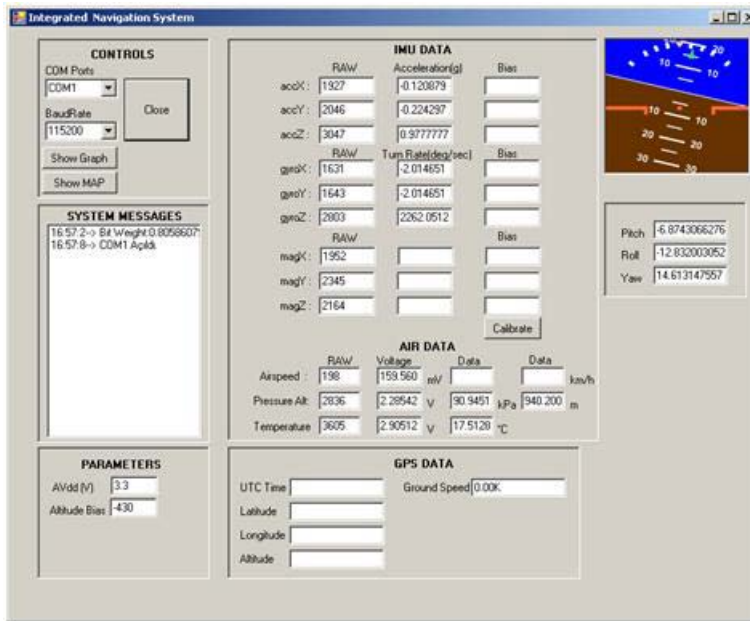 Integrated Navigation System
CONTROLS
COM Ports
COM1
BaudRate
115200
Close
Show Graph
Show MAP
SYSTEM MESSAGES
16:57:2-> Bit Weight:0.8058607
16:57:8-> COM1 Açıldı
PARAMETERS
AVdd (V) 3.3
Altitude Bias -430
IMU DATA
RAW Acceleration(g) Bias
accX : 1927 -0.120879
accY : 2046 -0.224297
accZ : 3047 0.9777777
RAW Turn Rate(deg/sec) Bias
gyroX : 1631 -2.014651
gyroY : 1643 -2.014651
gyroZ : 2803 2262.0512
RAW Bias
magX : 1952
magY : 2345
magZ : 2164
Calibrate
AIR DATA
RAW Voltage Data Data
Airspeed : 198 159.560 mV km/h
Pressure Alt: 2836 2.28542 V 90.9451 kPa 940.200 m
Temperature 3605 2.90512 V 17.5128 °C
GPS DATA
UTC Time
Ground Speed 0.00K
Latitude
Longitude
Altitude
20 20
10 10
10 10
20 20
30 30
Pitch -6.8743066276
Roll -12.832003052
Yaw 14.613147557